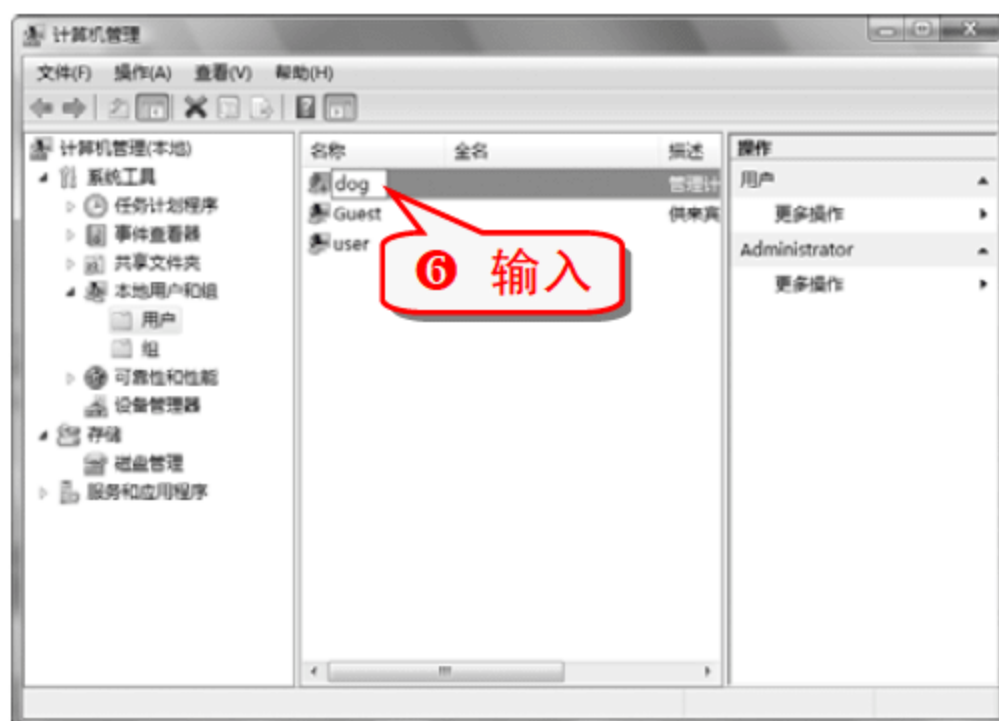 计算机管理
文件(F) 操作(A) 查看(V) 帮助(H)
计算机管理(本地)
系统工具
任务计划程序
事件查看器
共享文件夹
本地用户和组
用户
组
可靠性和性能
设备管理器
存储
磁盘管理
服务和应用程序
名称 全名 描述
dog 管理计
Guest 供来宾
user
❻ 输入
操作
用户
更多操作
Administrator
更多操作